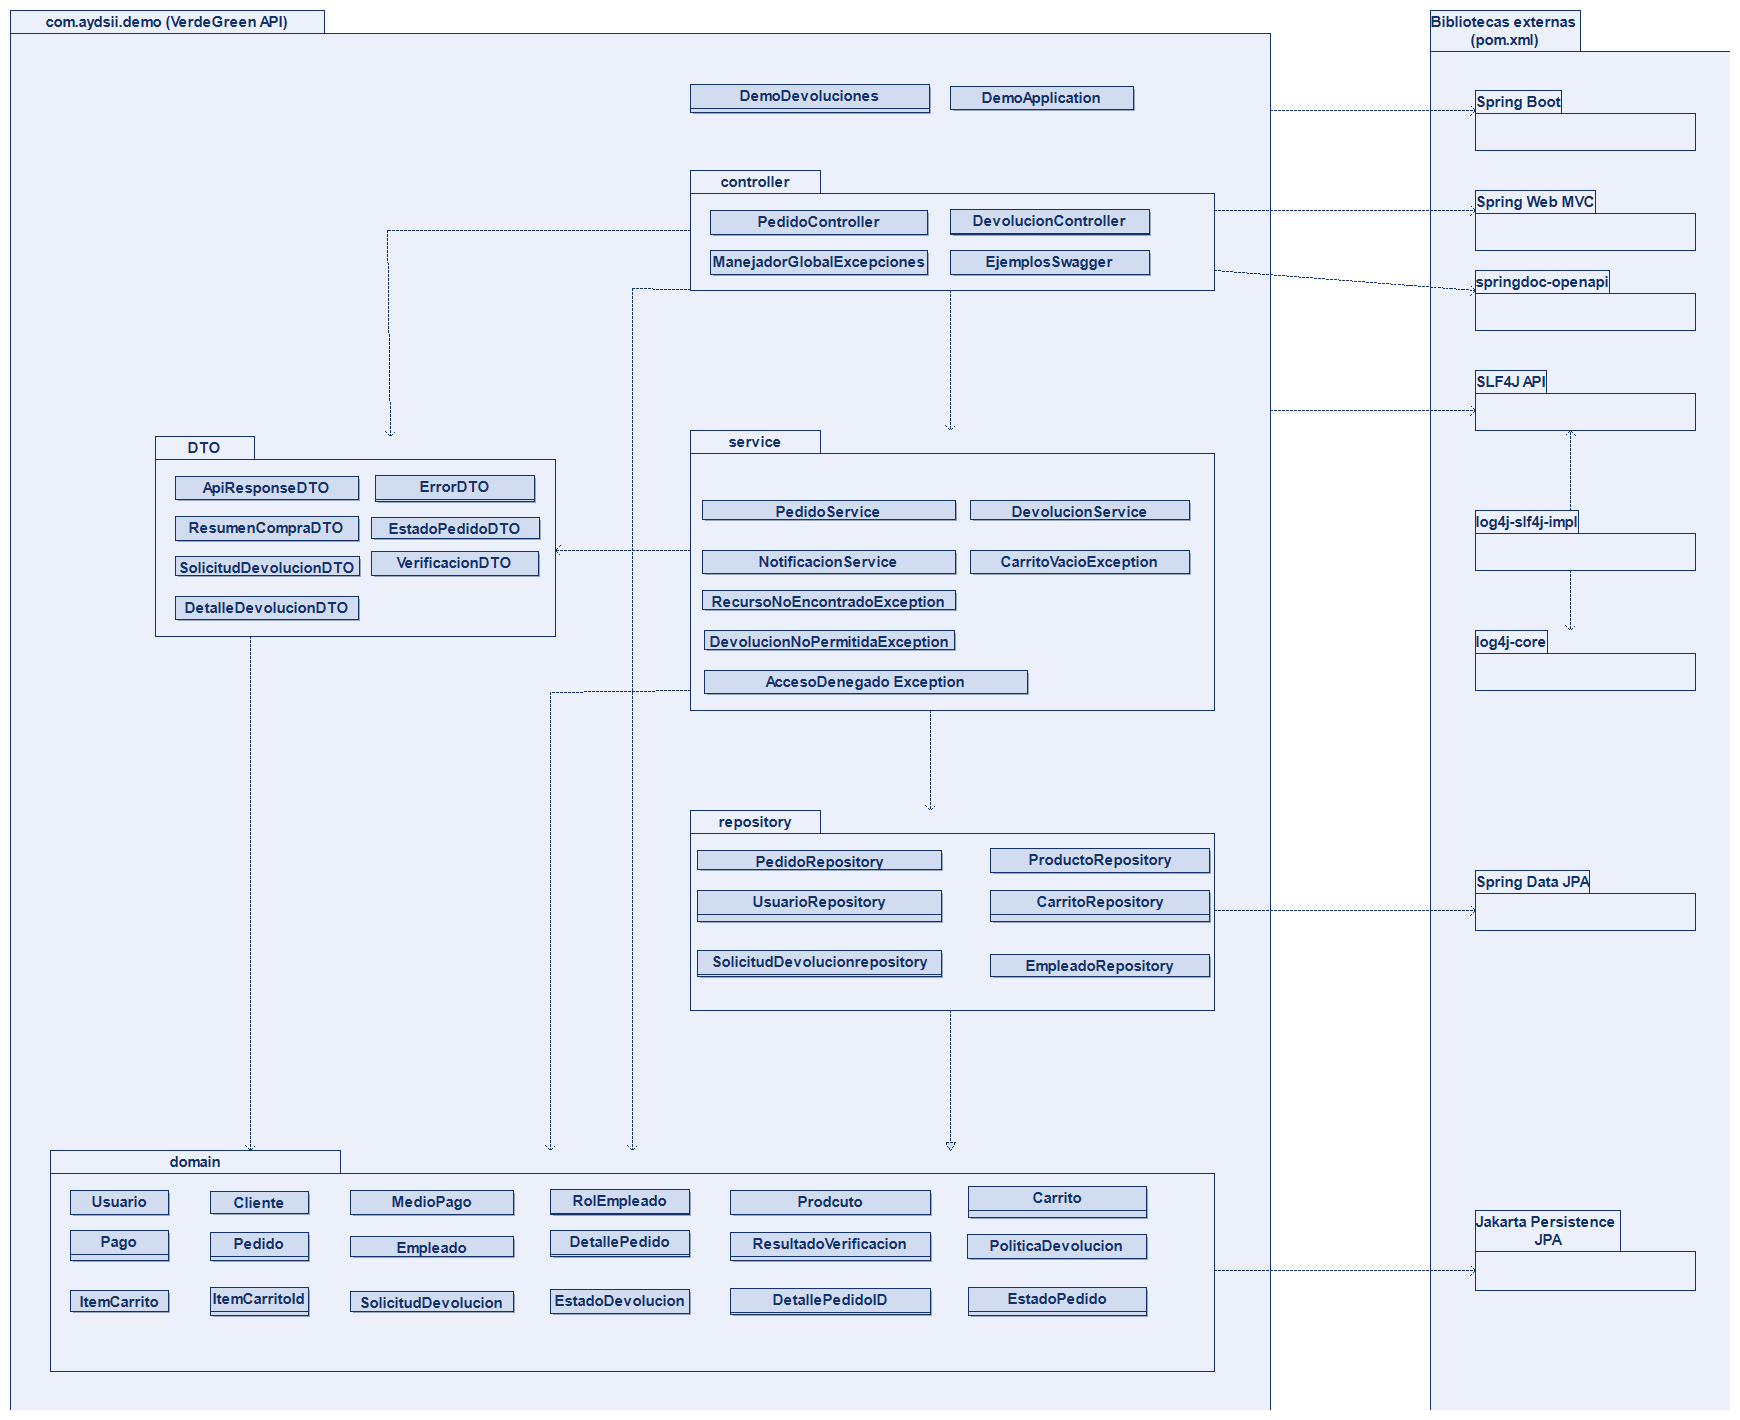 com.aydsii.demo (VerdeGreen API)
Bibliotecas externas
(pom.xml)
DemoDevoluciones
DemoApplication
Spring Boot
controller
PedidoController
DevolucionController
ManejadorGlobalExcepciones
EjemplosSwagger
Spring Web MVC
springdoc-openapi
SLF4J API
DTO
ApiResponseDTO
ErrorDTO
ResumenCompraDTO
EstadoPedidoDTO
SolicitudDevolucionDTO
VerificacionDTO
DetalleDevolucionDTO
service
PedidoService
DevolucionService
NotificacionService
CarritoVacioException
RecursoNoEncontradoException
DevolucionNoPermitidaException
AccesoDenegado Exception
log4j-slf4j-impl
log4j-core
repository
PedidoRepository
ProductoRepository
UsuarioRepository
CarritoRepository
SolicitudDevolucionrepository
EmpleadoRepository
Spring Data JPA
domain
Usuario
Cliente
MedioPago
RolEmpleado
Prodcuto
Carrito
Pago
Pedido
Empleado
DetallePedido
ResultadoVerificacion
PoliticaDevolucion
ItemCarrito
ItemCarritoId
SolicitudDevolucion
EstadoDevolucion
DetallePedidoID
EstadoPedido
Jakarta Persistence
JPA